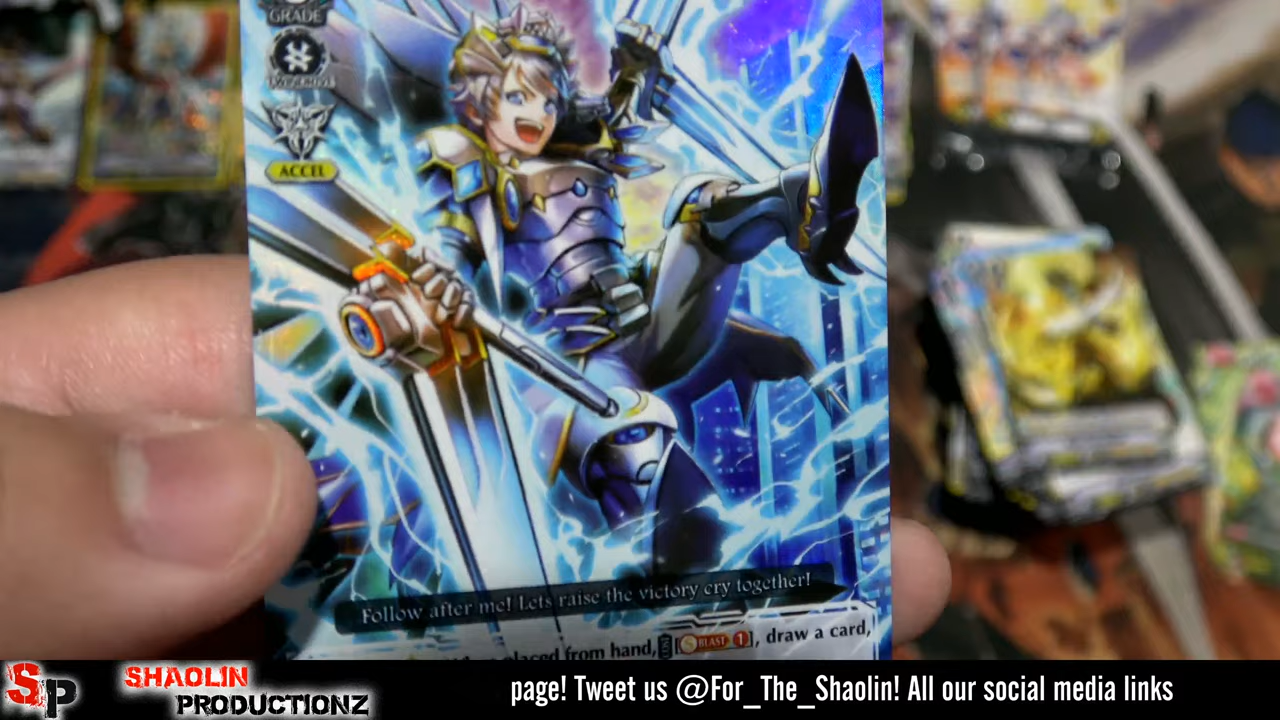 GRADE
ACCEL
Follow after me! Lets raise the victory cry together!
placed from hand, [S BLAST 1], draw a card,
SP SHAOLIN PRODUCTIONZ
page! Tweet us @For_The_Shaolin! All our social media links